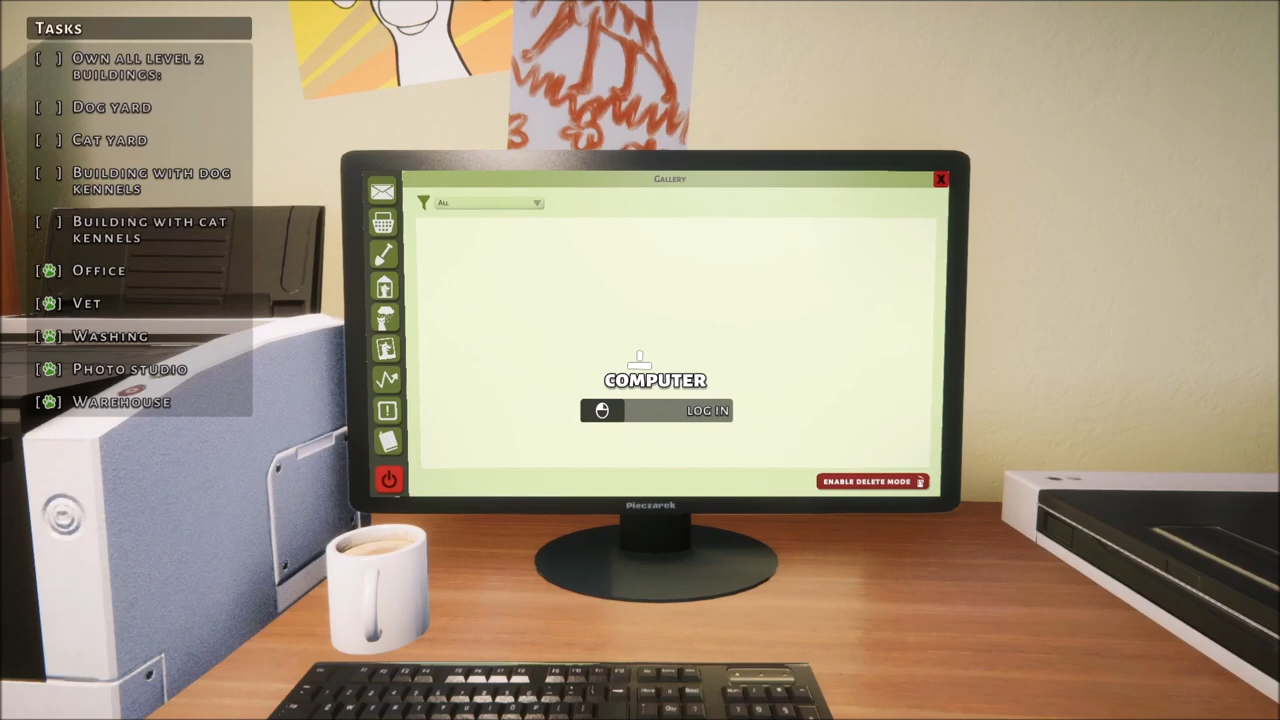 Tasks
[ ] Own all level 2
buildings:
[ ] Dog yard
[ ] Cat yard
[ ] Building with dog
kennels
[ ] Building with cat
kennels
[ ] Office
[ ] Vet
[ ] Washing
[ ] Photo studio
[ ] Warehouse
Gallery
X
All
COMPUTER
LOG IN
ENABLE DELETE MODE
Pieczarek